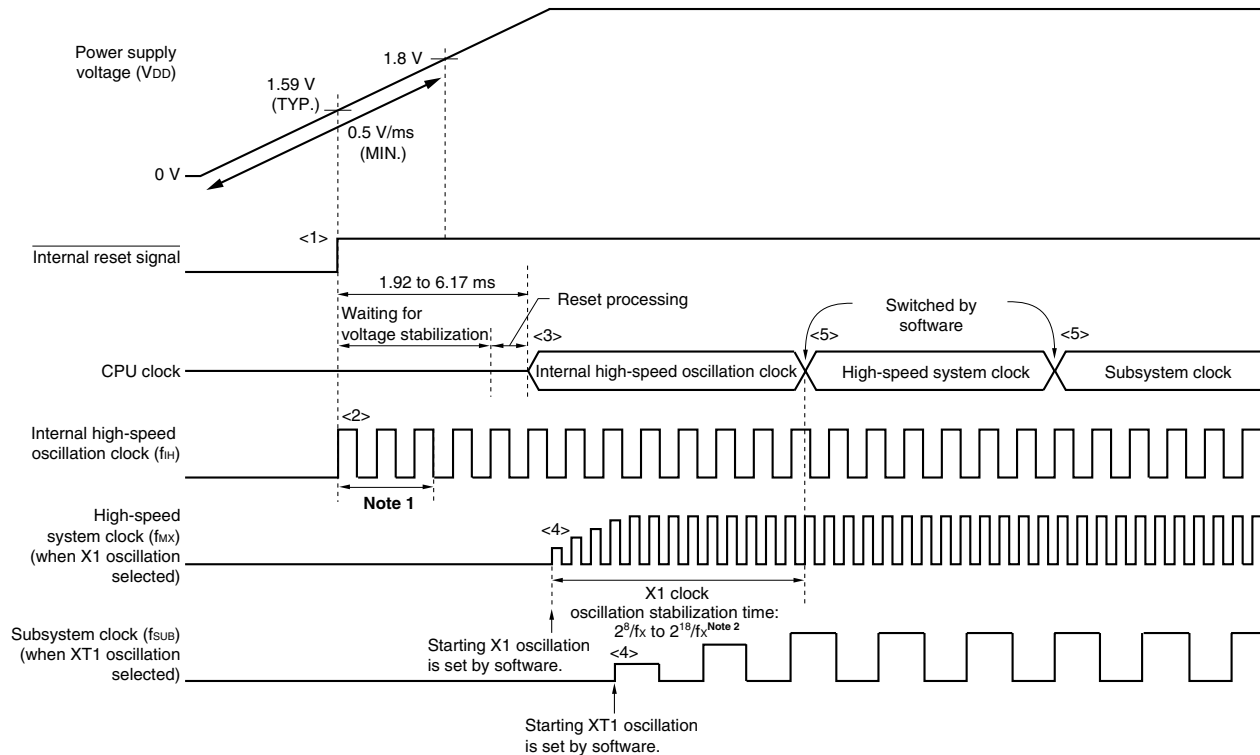 Power supply
voltage (VDD)
1.8 V
1.59 V
(TYP.)
0.5 V/ms
(MIN.)
0 V
<1>
Internal reset signal
1.92 to 6.17 ms
Reset processing
Waiting for
voltage stabilization
Switched by
software
<3>
<5>
<5>
CPU clock
Internal high-speed oscillation clock
High-speed system clock
Subsystem clock
<2>
Internal high-speed
oscillation clock (fIH)
Note 1
High-speed
system clock (fMX)
(when X1 oscillation
selected)
<4>
X1 clock
oscillation stabilization time:
2^8/fX to 2^18/fX^Note 2
Starting X1 oscillation
is set by software.
Subsystem clock (fSUB)
(when XT1 oscillation
selected)
<4>
Starting XT1 oscillation
is set by software.